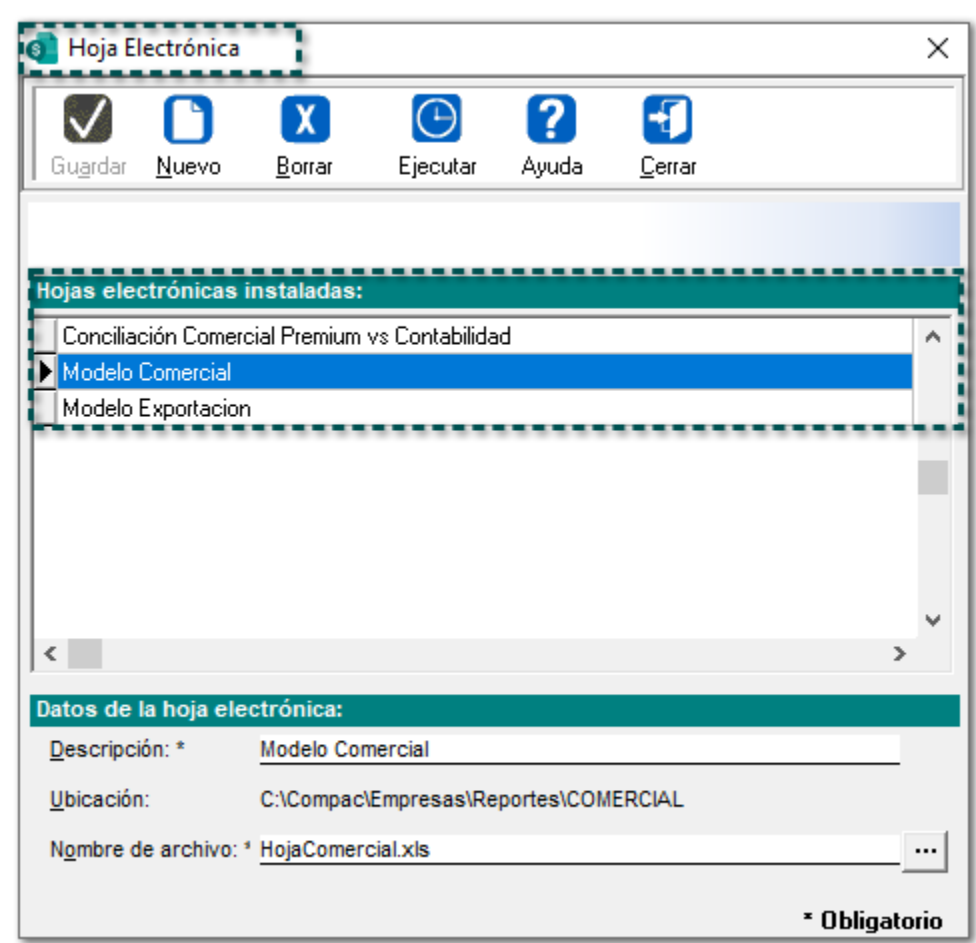 Hoja Electrónica
Guardar Nuevo Borrar Ejecutar Ayuda Cerrar
Hojas electrónicas instaladas:
Conciliación Comercial Premium vs Contabilidad
Modelo Comercial
Modelo Exportacion
Datos de la hoja electrónica:
Descripción: * Modelo Comercial
Ubicación: C:\Compac\Empresas\Reportes\COMERCIAL
Nombre de archivo: * HojaComercial.xls ...
* Obligatorio